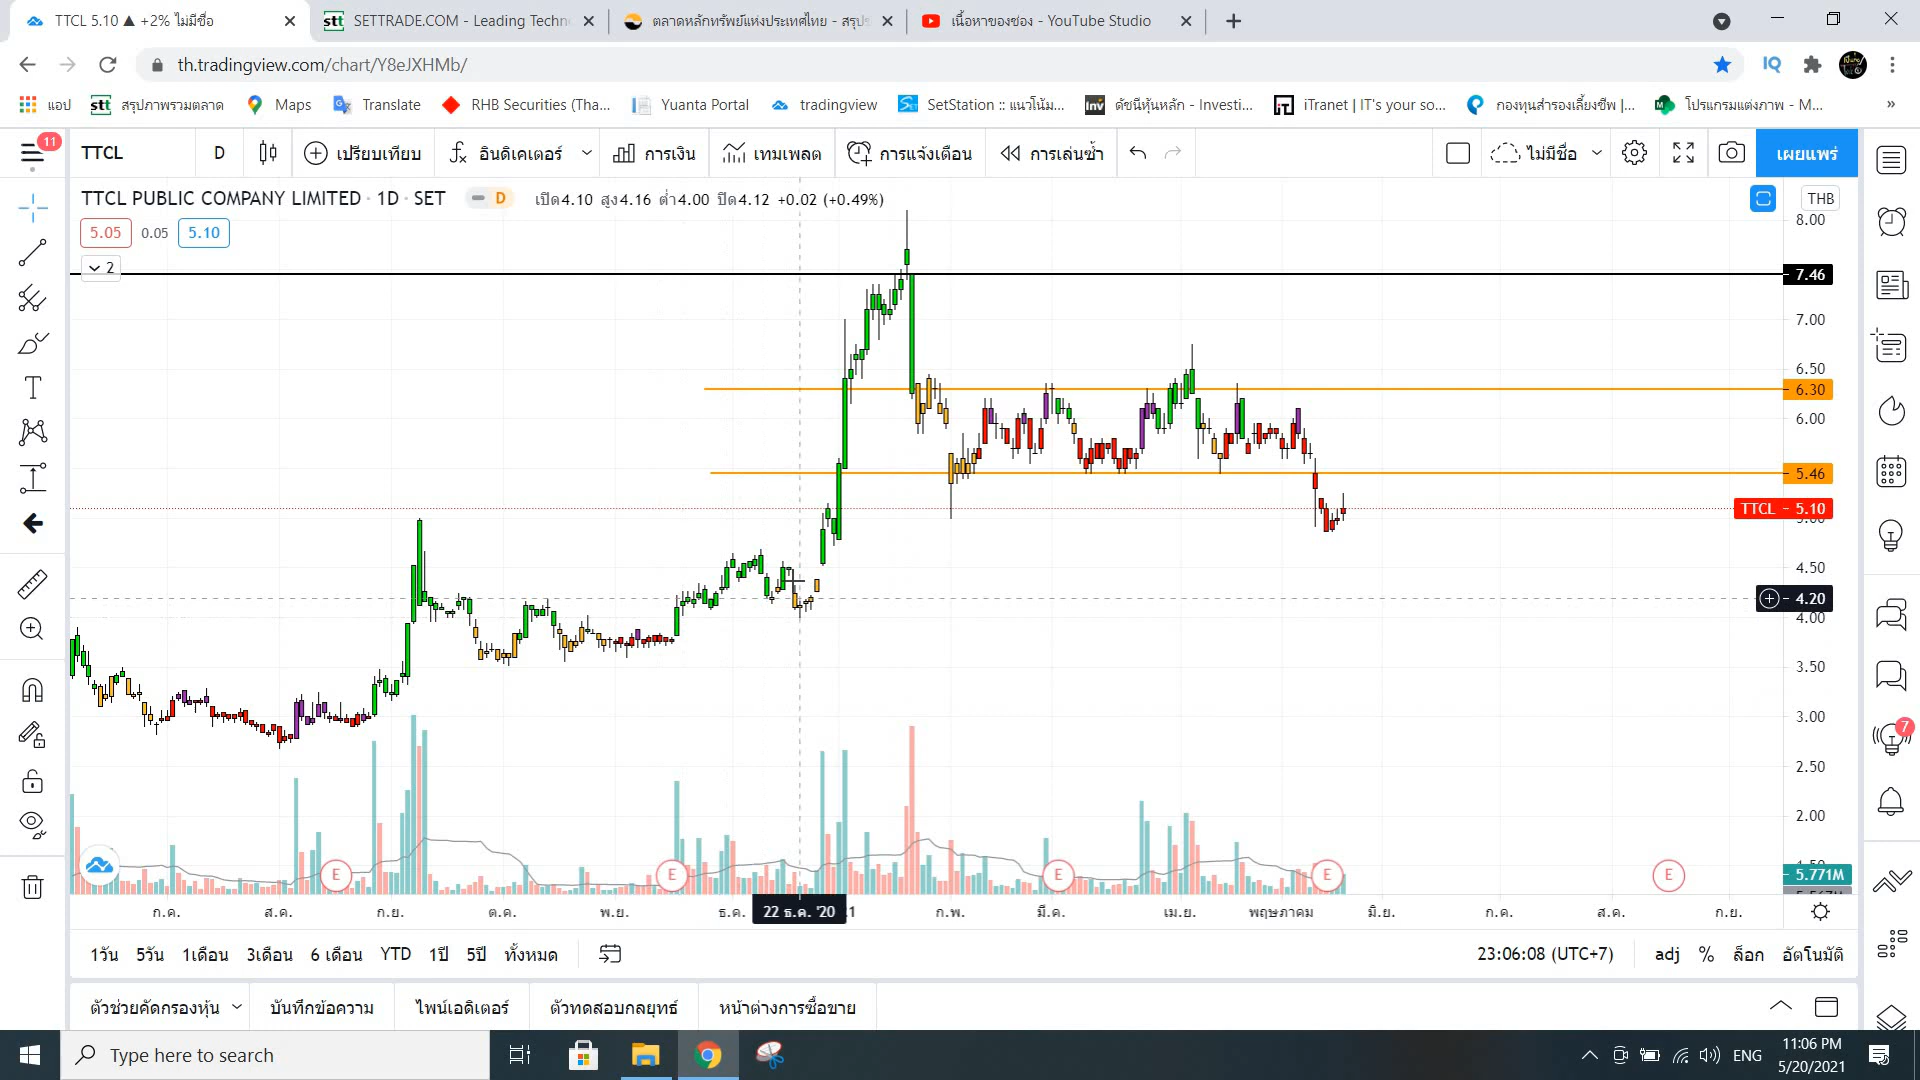 TTCL 5.10 ▲ +2% ไม่มีชื่อ
SETTRADE.COM - Leading Techn
ตลาดหลักทรัพย์แห่งประเทศไทย - สรุป
เนื้อหาของช่อง - YouTube Studio
th.tradingview.com/chart/Y8eJXHMb/
IQ
แอป
stt สรุปภาพรวมตลาด
Maps
Translate
RHB Securities (Tha...
Yuanta Portal
tradingview
SetStation :: แนวโน้ม...
Inv ดัชนีหุ้นหลัก - Investi...
iTranet | IT's your so...
กองทุนสำรองเลี้ยงชีพ |...
โปรแกรมแต่งภาพ - M...
»
11
TTCL
D
เปรียบเทียบ
อินดิเคเตอร์
การเงิน
เทมเพลต
การแจ้งเตือน
การเล่นซ้ำ
ไม่มีชื่อ
เผยแพร่
TTCL PUBLIC COMPANY LIMITED · 1D · SET
D
เปิด4.10 สูง4.16 ต่ำ4.00 ปิด4.12 +0.02 (+0.49%)
THB
5.05 0.05 5.10
2
8.00
7.46
7.00
6.50
6.30
6.00
5.46
TTCL 5.10
5.00
4.50
4.20
4.00
3.50
3.00
2.50
2.00
1.50
5.771M
E E E E E
7
ก.ค. ส.ค. ก.ย. ต.ค. พ.ย. ธ.ค. 22 ธ.ค. '20 ก.พ. มี.ค. เม.ย. พฤษภาคม มิ.ย. ก.ค. ส.ค. ก.ย.
1วัน 5วัน 1เดือน 3เดือน 6 เดือน YTD 1ปี 5ปี ทั้งหมด
23:06:08 (UTC+7)
adj % ล็อก อัตโนมัติ
ตัวช่วยคัดกรองหุ้น บันทึกข้อความ ไพน์เอดิเตอร์ ตัวทดสอบกลยุทธ์ หน้าต่างการซื้อขาย
Type here to search
ENG
11:06 PM
5/20/2021